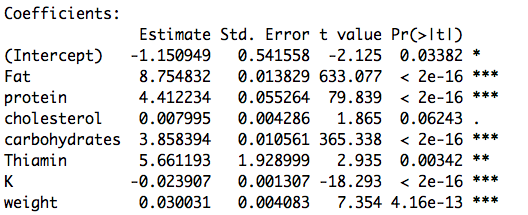 Coefficients:
Estimate Std. Error t value Pr(>|t|)
(Intercept) -1.150949 0.541558 -2.125 0.03382 *
Fat 8.754832 0.013829 633.077 < 2e-16 ***
protein 4.412234 0.055264 79.839 < 2e-16 ***
cholesterol 0.007995 0.004286 1.865 0.06243 .
carbohydrates 3.858394 0.010561 365.338 < 2e-16 ***
Thiamin 5.661193 1.928999 2.935 0.00342 **
K -0.023907 0.001307 -18.293 < 2e-16 ***
weight 0.030031 0.004083 7.354 4.16e-13 ***